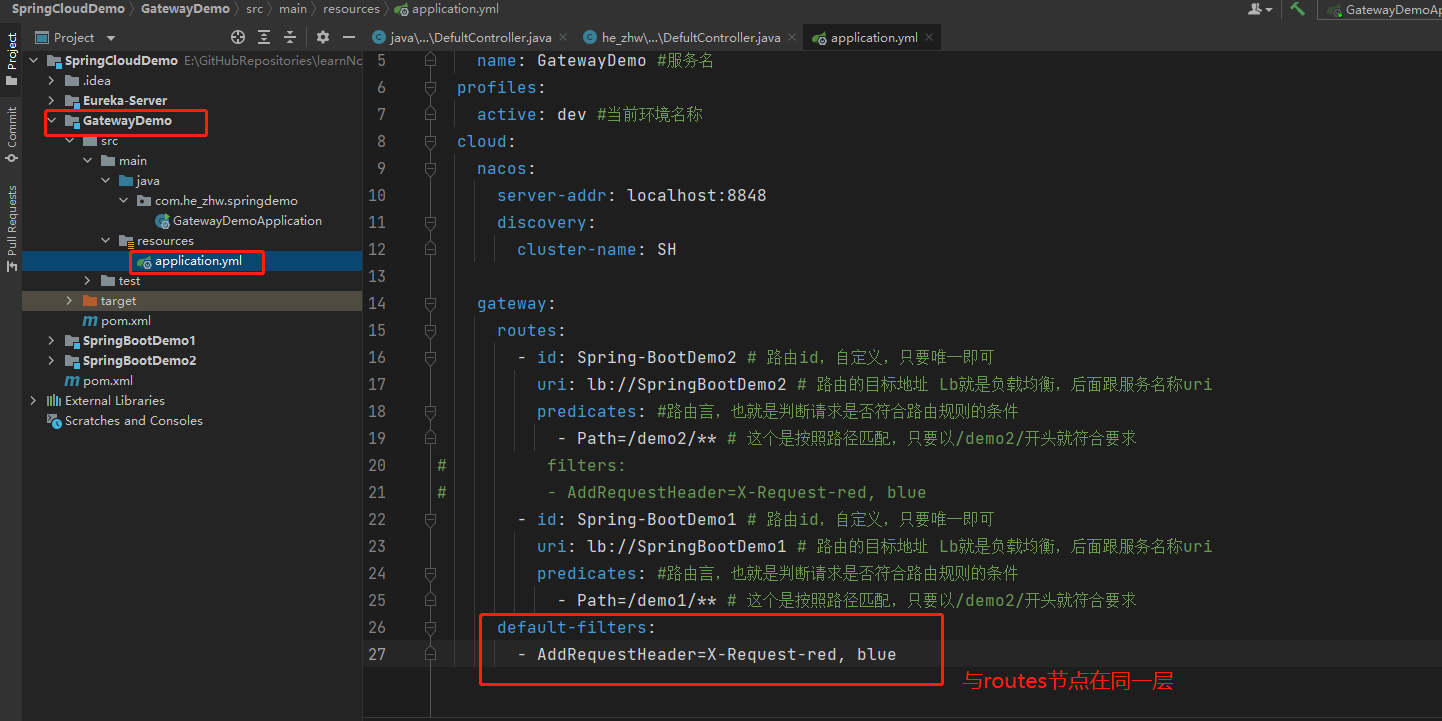 SpringCloudDemo 〉 GatewayDemo 〉 src 〉 main 〉 resources 〉 application.yml
GatewayDemoAp
Project
java\...\DefultController.java
he_zhw\...\DefultController.java
application.yml
Project
Commit
Pull Requests
SpringCloudDemo E:\GitHubRepositories\learnNo
.idea
Eureka-Server
GatewayDemo
src
main
java
com.he_zhw.springdemo
GatewayDemoApplication
resources
application.yml
test
target
pom.xml
SpringBootDemo1
SpringBootDemo2
pom.xml
External Libraries
Scratches and Consoles
5 name: GatewayDemo #服务名
6 profiles:
7 active: dev #当前环境名称
8 cloud:
9 nacos:
10 server-addr: localhost:8848
11 discovery:
12 cluster-name: SH
13
14 gateway:
15 routes:
16 - id: Spring-BootDemo2 # 路由id，自定义，只要唯一即可
17 uri: lb://SpringBootDemo2 # 路由的目标地址 Lb就是负载均衡，后面跟服务名称uri
18 predicates: #路由言，也就是判断请求是否符合路由规则的条件
19 - Path=/demo2/** # 这个是按照路径匹配，只要以/demo2/开头就符合要求
20 # filters:
21 # - AddRequestHeader=X-Request-red, blue
22 - id: Spring-BootDemo1 # 路由id，自定义，只要唯一即可
23 uri: lb://SpringBootDemo1 # 路由的目标地址 Lb就是负载均衡，后面跟服务名称uri
24 predicates: #路由言，也就是判断请求是否符合路由规则的条件
25 - Path=/demo1/** # 这个是按照路径匹配，只要以/demo2/开头就符合要求
26 default-filters:
27 - AddRequestHeader=X-Request-red, blue
与routes节点在同一层